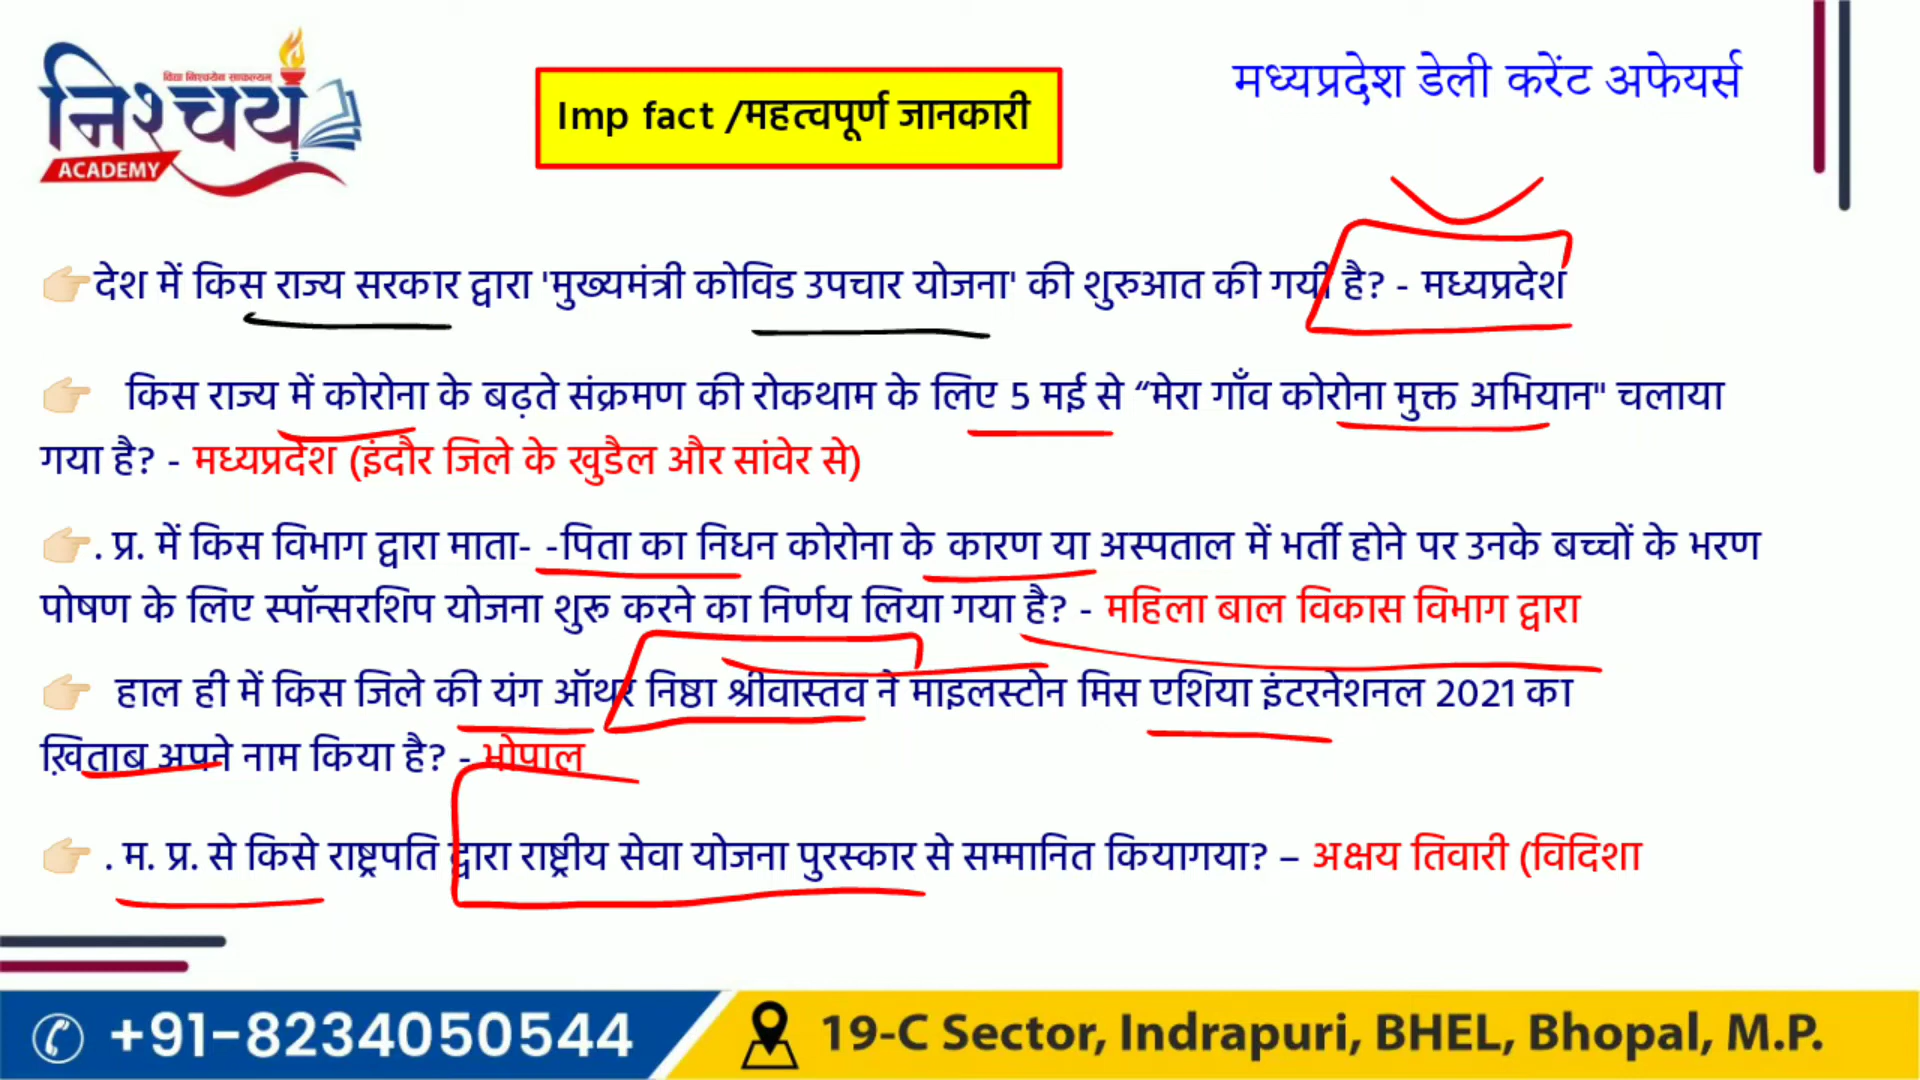 विद्या निश्चयेन साफल्यम्
निश्चय
ACADEMY
Imp fact /महत्वपूर्ण जानकारी
मध्यप्रदेश डेली करेंट अफेयर्स
👉🏻देश में किस राज्य सरकार द्वारा 'मुख्यमंत्री कोविड उपचार योजना' की शुरुआत की गयी है? - मध्यप्रदेश
👉🏻 किस राज्य में कोरोना के बढ़ते संक्रमण की रोकथाम के लिए 5 मई से “मेरा गाँव कोरोना मुक्त अभियान" चलाया
गया है? - मध्यप्रदेश (इंदौर जिले के खुडैल और सांवेर से)
👉🏻. प्र. में किस विभाग द्वारा माता- -पिता का निधन कोरोना के कारण या अस्पताल में भर्ती होने पर उनके बच्चों के भरण
पोषण के लिए स्पॉन्सरशिप योजना शुरू करने का निर्णय लिया गया है? - महिला बाल विकास विभाग द्वारा
👉🏻 हाल ही में किस जिले की यंग ऑथर निष्ठा श्रीवास्तव ने माइलस्टोन मिस एशिया इंटरनेशनल 2021 का
ख़िताब अपने नाम किया है? - भोपाल
👉🏻 . म. प्र. से किसे राष्ट्रपति द्वारा राष्ट्रीय सेवा योजना पुरस्कार से सम्मानित कियागया? – अक्षय तिवारी (विदिशा
+91-8234050544
19-C Sector, Indrapuri, BHEL, Bhopal, M.P.